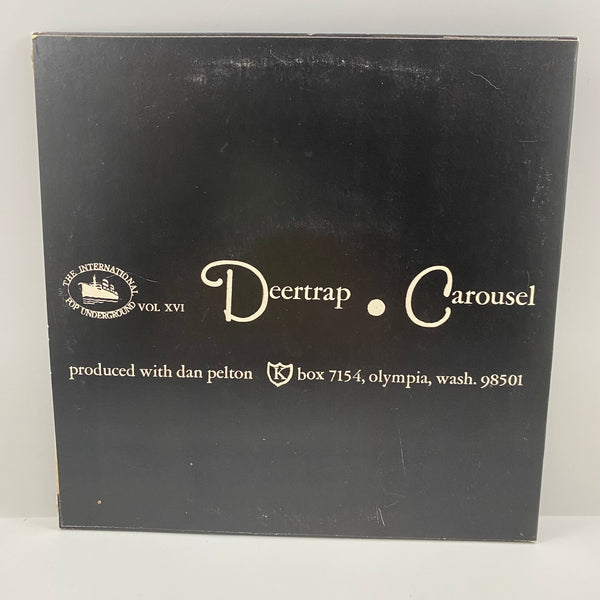 THE INTERNATIONAL
POP UNDERGROUND
VOL XVI
Deertrap • Carousel
produced with dan pelton K box 7154, olympia, wash. 98501